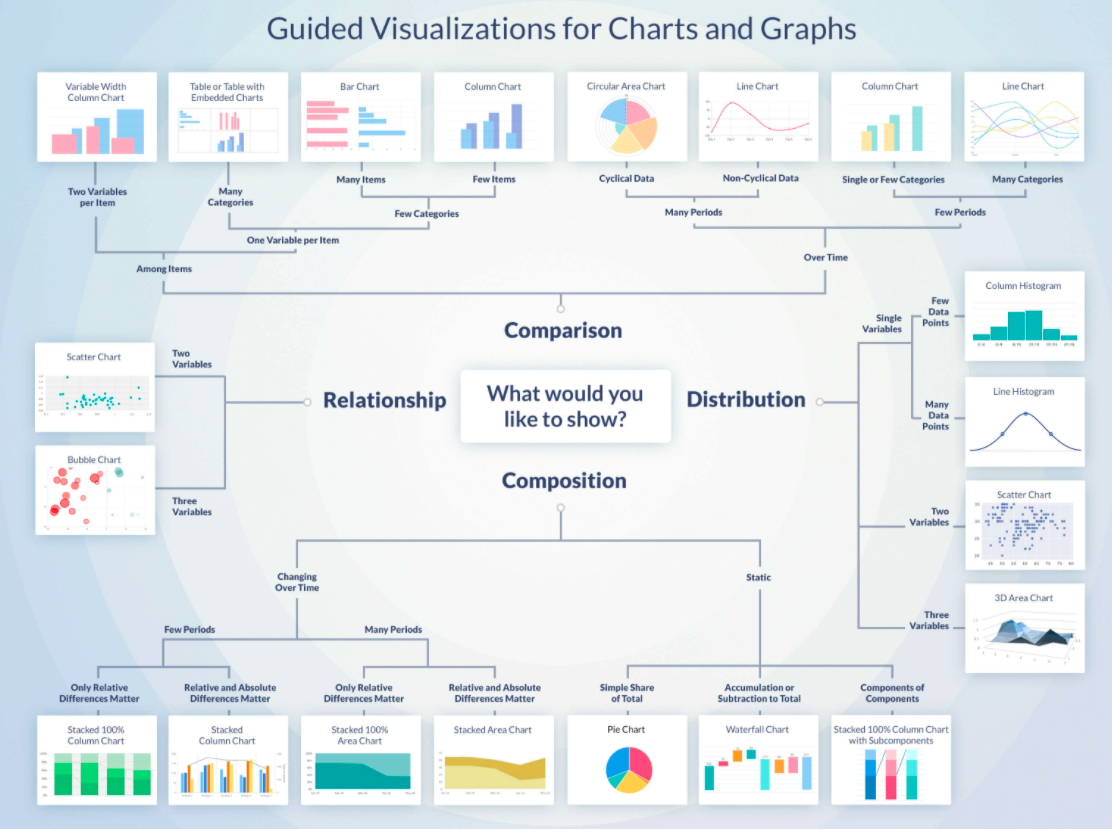 Guided Visualizations for Charts and Graphs
Variable Width
Column Chart
Table or Table with
Embedded Charts
Bar Chart
Column Chart
Circular Area Chart
Line Chart
Column Chart
Line Chart
Two Variables
per Item
Many
Categories
Many Items
Few Items
Cyclical Data
Non-Cyclical Data
Single or Few Categories
Many Categories
Few Categories
Many Periods
Few Periods
One Variable per Item
Among Items
Over Time
Comparison
Relationship
What would you
like to show?
Distribution
Composition
Scatter Chart
Two
Variables
Bubble Chart
Three
Variables
Single
Variables
Few
Data
Points
Column Histogram
Many
Data
Points
Line Histogram
Two
Variables
Scatter Chart
Three
Variables
3D Area Chart
Changing
Over Time
Static
Few Periods
Many Periods
Only Relative
Differences Matter
Relative and Absolute
Differences Matter
Only Relative
Differences Matter
Relative and Absolute
Differences Matter
Simple Share
of Total
Accumulation or
Subtraction to Total
Components of
Components
Stacked 100%
Column Chart
Stacked
Column Chart
Stacked 100%
Area Chart
Stacked Area Chart
Pie Chart
Waterfall Chart
Stacked 100% Column Chart
with Subcomponents